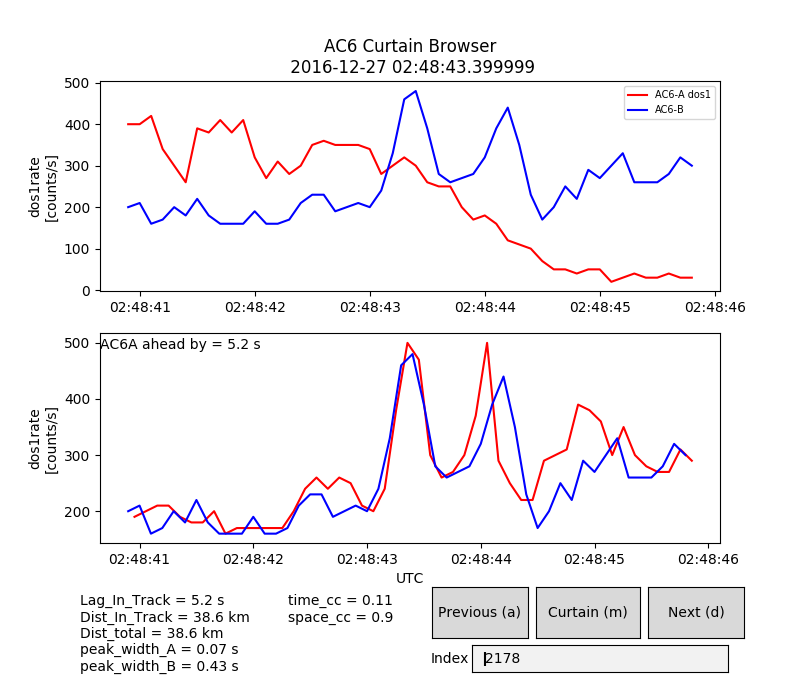 AC6 Curtain Browser
2016-12-27 02:48:43.399999
500
400
300
200
100
0
dos1rate
[counts/s]
AC6-A dos1
AC6-B
02:48:41 02:48:42 02:48:43 02:48:44 02:48:45 02:48:46
AC6A ahead by = 5.2 s
500
400
300
200
dos1rate
[counts/s]
02:48:41 02:48:42 02:48:43 02:48:44 02:48:45 02:48:46
UTC
Lag_In_Track = 5.2 s
Dist_In_Track = 38.6 km
Dist_total = 38.6 km
peak_width_A = 0.07 s
peak_width_B = 0.43 s
time_cc = 0.11
space_cc = 0.9
Previous (a) Curtain (m) Next (d)
Index 2178